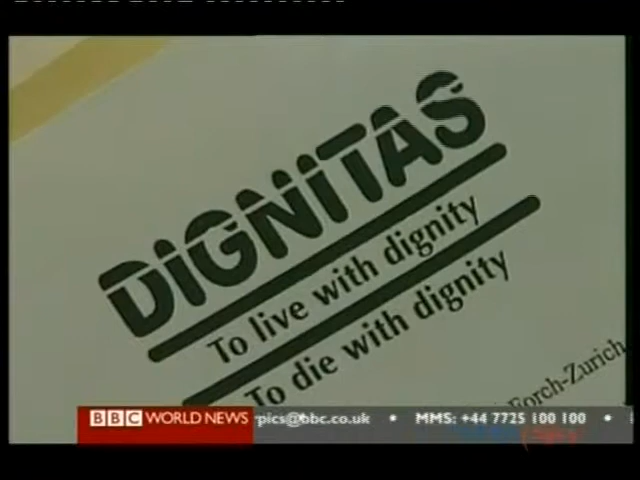 DIGNITAS
To live with dignity
To die with dignity
Forch-Zurich
BBC WORLD NEWS pics@bbc.co.uk • MMS: +44 7725 100 100 •